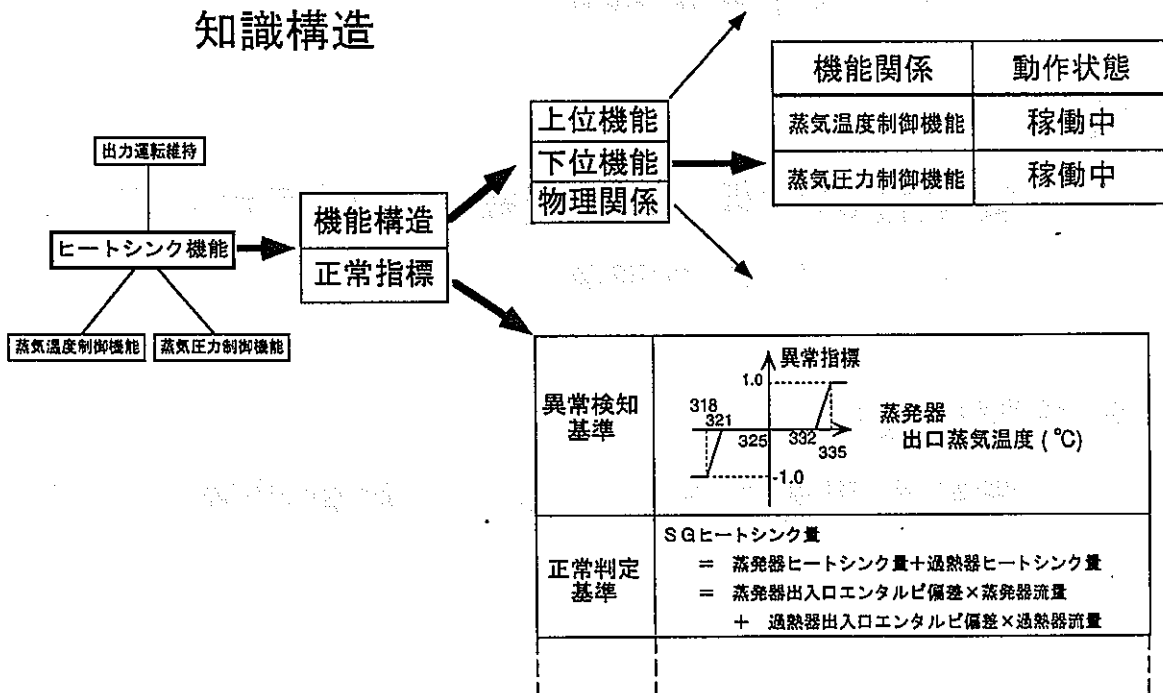 知識構造
出力運転維持
ヒートシンク機能
蒸気温度制御機能
蒸気圧力制御機能
機能構造
正常指標
上位機能
下位機能
物理関係
機能関係 動作状態
蒸気温度制御機能 稼働中
蒸気圧力制御機能 稼働中
異常検知
基準
異常指標
1.0
318
321
325
332
335
-1.0
蒸発器
出口蒸気温度 (℃)
正常判定
基準
SGヒートシンク量
= 蒸発器ヒートシンク量+過熱器ヒートシンク量
= 蒸発器出入口エンタルピ偏差×蒸発器流量
+ 過熱器出入口エンタルピ偏差×過熱器流量